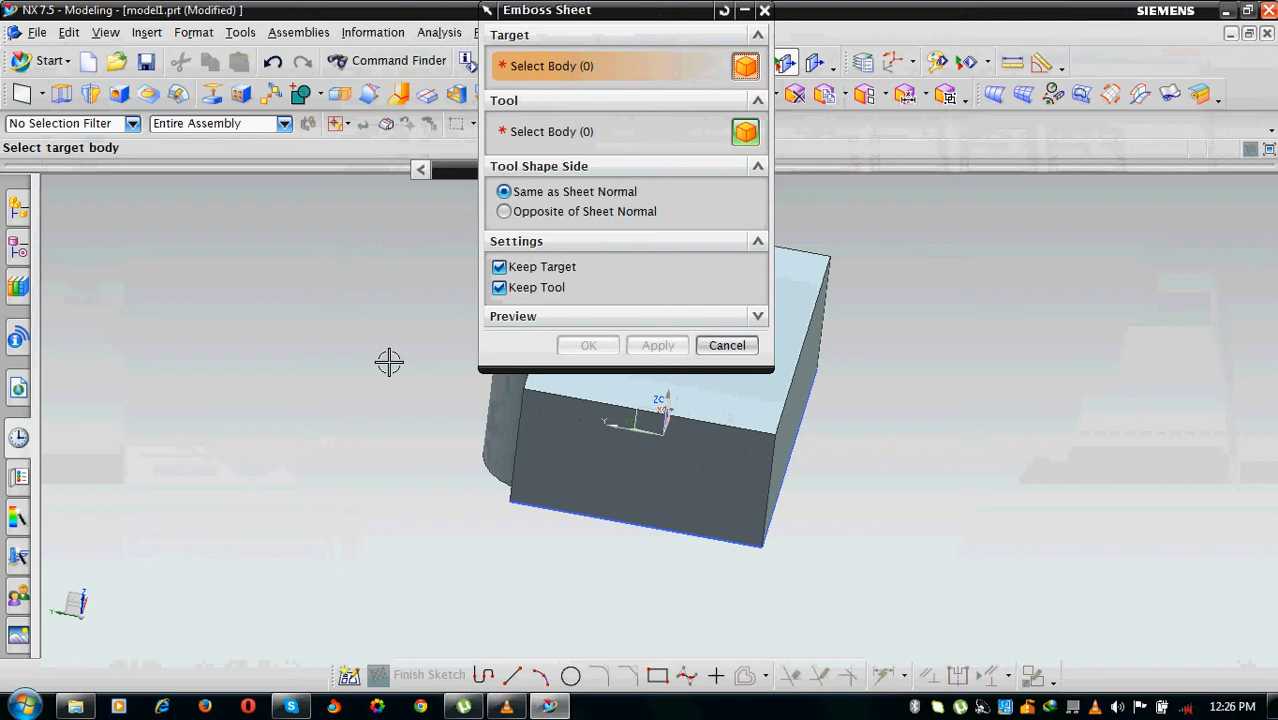 NX 7.5 - Modeling - [model1.prt (Modified) ]
Emboss Sheet
SIEMENS
File Edit View Insert Format Tools Assemblies Information Analysis
Target
Start
Command Finder
* Select Body (0)
Tool
No Selection Filter
Entire Assembly
* Select Body (0)
Select target body
Tool Shape Side
Same as Sheet Normal
Opposite of Sheet Normal
Settings
Keep Target
Keep Tool
Preview
OK Apply Cancel
ZC
Y
Z
Y
Finish Sketch
12:26 PM